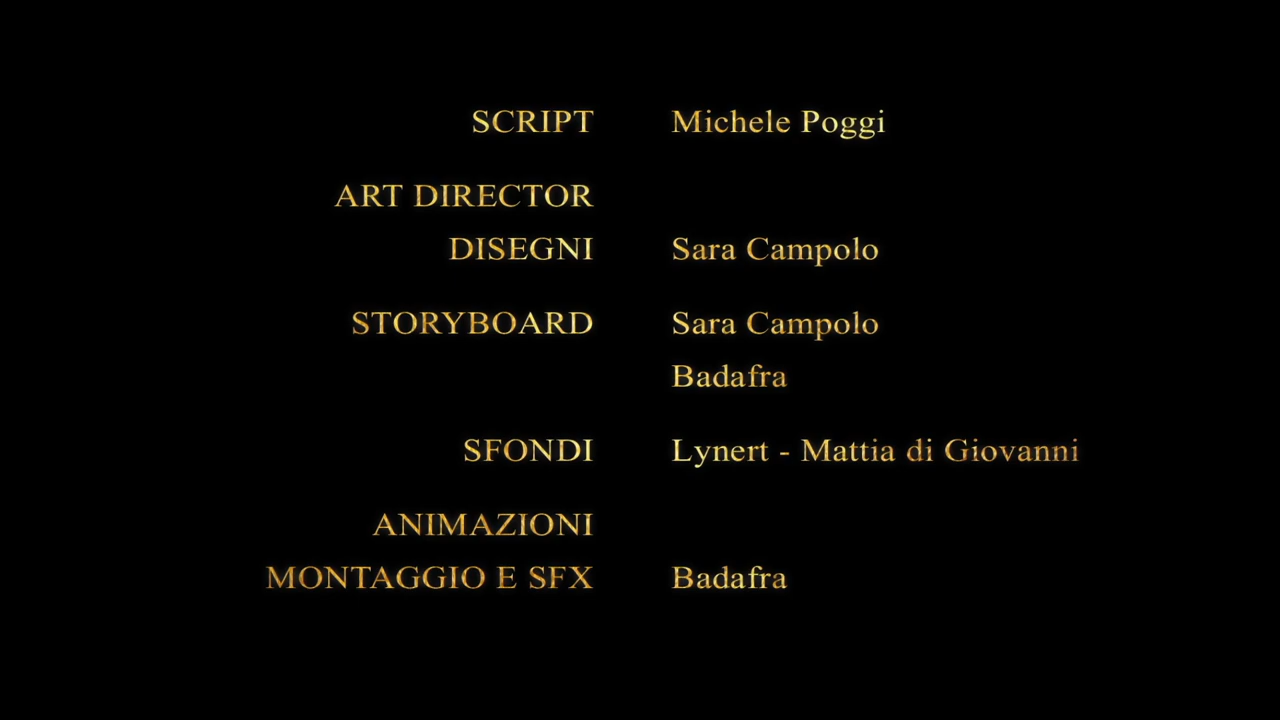 SCRIPT Michele Poggi
ART DIRECTOR
DISEGNI Sara Campolo
STORYBOARD Sara Campolo
Badafra
SFONDI Lynert - Mattia di Giovanni
ANIMAZIONI
MONTAGGIO E SFX Badafra